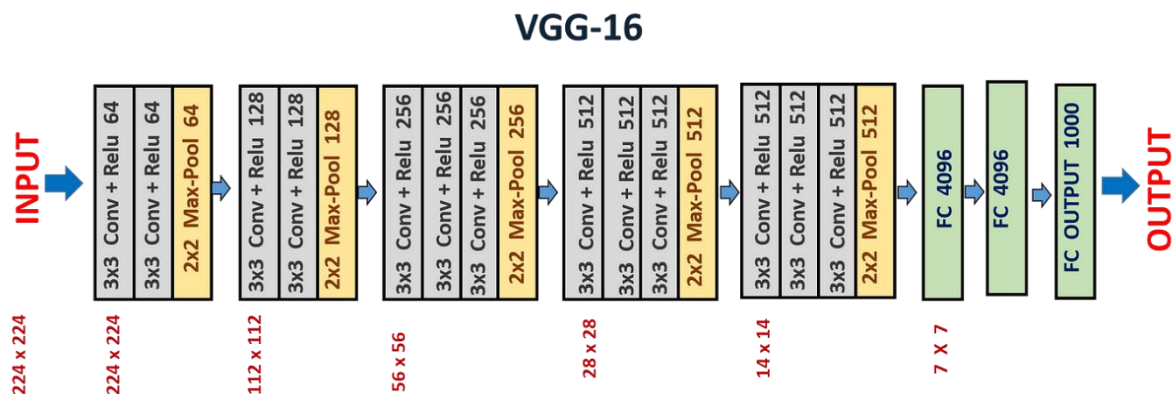 VGG-16
INPUT
3x3 Conv + Relu 64
3x3 Conv + Relu 64
2x2 Max-Pool 64
3x3 Conv + Relu 128
3x3 Conv + Relu 128
2x2 Max-Pool 128
3x3 Conv + Relu 256
3x3 Conv + Relu 256
3x3 Conv + Relu 256
2x2 Max-Pool 256
3x3 Conv + Relu 512
3x3 Conv + Relu 512
3x3 Conv + Relu 512
2x2 Max-Pool 512
3x3 Conv + Relu 512
3x3 Conv + Relu 512
3x3 Conv + Relu 512
2x2 Max-Pool 512
FC 4096
FC 4096
FC OUTPUT 1000
OUTPUT
224 x 224
224 x 224
112 x 112
56 x 56
28 x 28
14 x 14
7 X 7